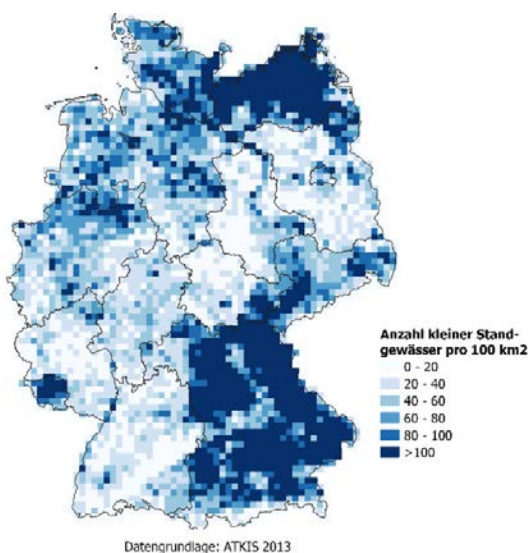 Anzahl kleiner Stand-
gewässer pro 100 km2
0 - 20
20 - 40
40 - 60
60 - 80
80 - 100
>100
Datengrundlage: ATKIS 2013